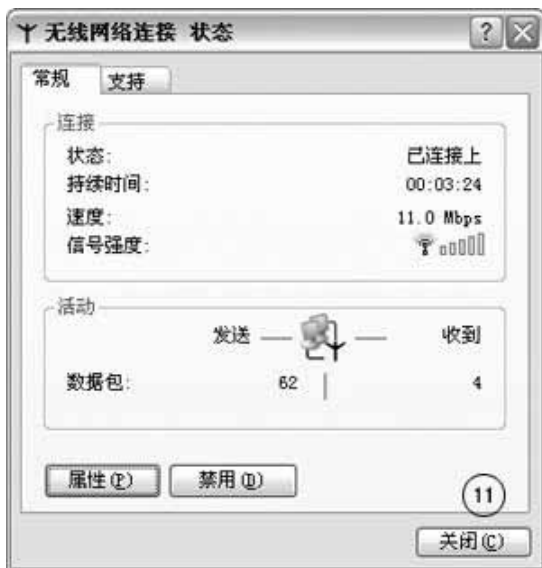 无线网络连接 状态
常规 支持
连接
状态: 已连接上
持续时间: 00:03:24
速度: 11.0 Mbps
信号强度:
活动
发送 — — 收到
数据包: 62 | 4
属性(P) 禁用(D)
11
关闭(C)